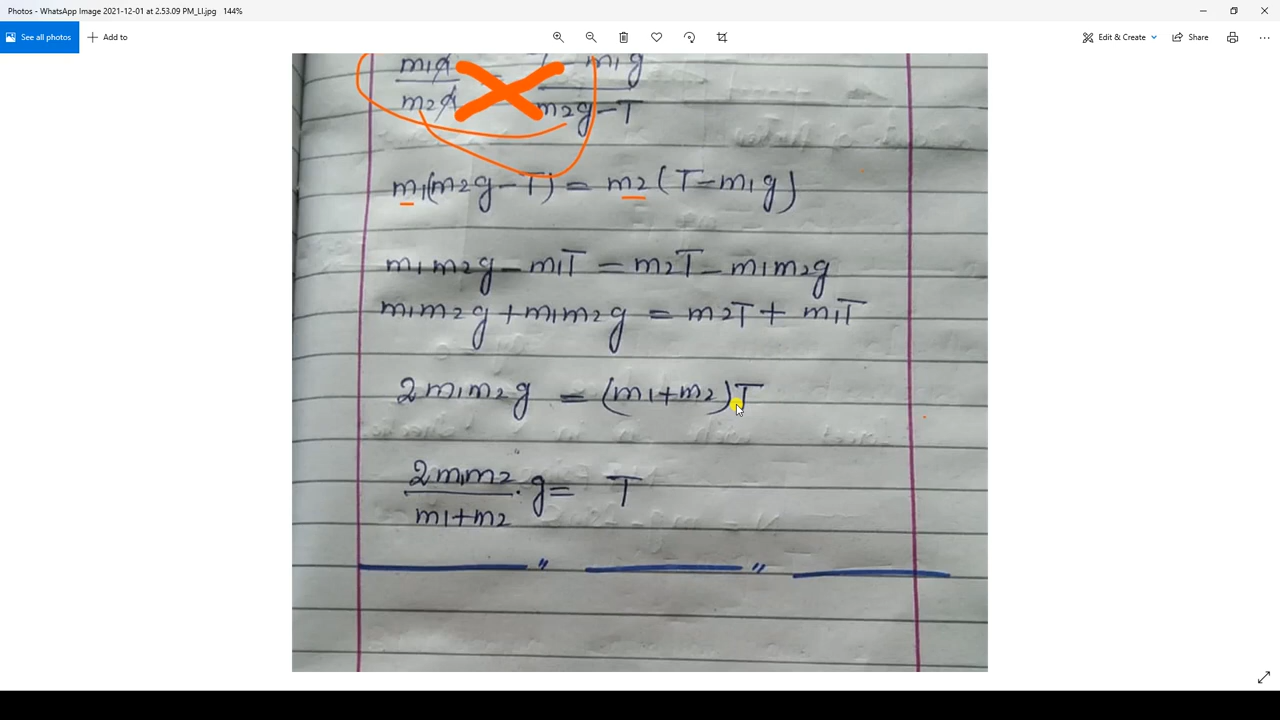 Photos - WhatsApp Image 2021-12-01 at 2.53.09 PM_LI.jpg 144%
See all photos
Add to
Edit & Create
Share
m1a
T - m1g
m2a
m2g-T
m1(m2g-T) = m2(T-m1g)
m1m2g - m1T = m2T - m1m2g
m1m2g + m1m2g = m2T + m1T
2m1m2g = (m1+m2)T
2m1m2
m1+m2
. g = T